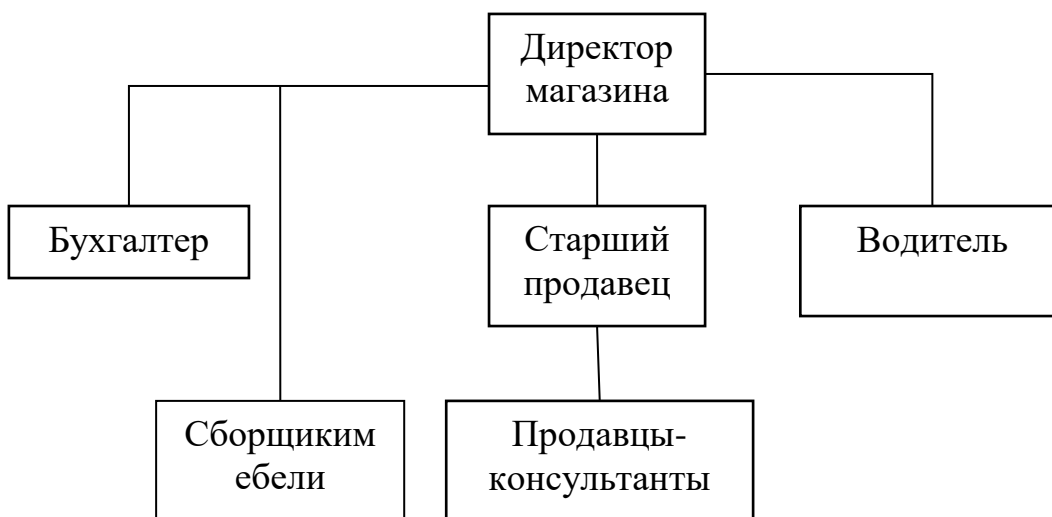 Директор
магазина
Бухгалтер
Старший
продавец
Водитель
Сборщиким
ебели
Продавцы-
консультанты